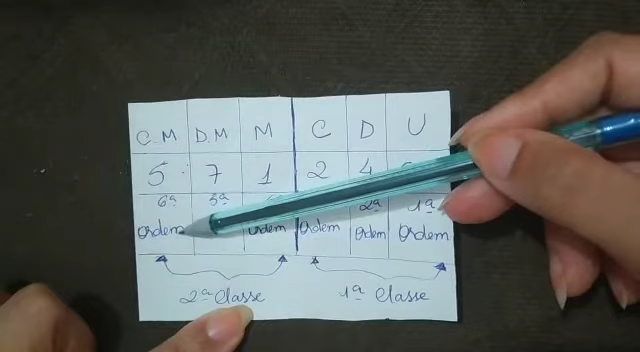 C.M D.M M C D U
5 7 1 2 4
6ª 5ª 2ª 1ª
Ordem Ordem Ordem Ordem Ordem
2ª Classe 1ª Classe